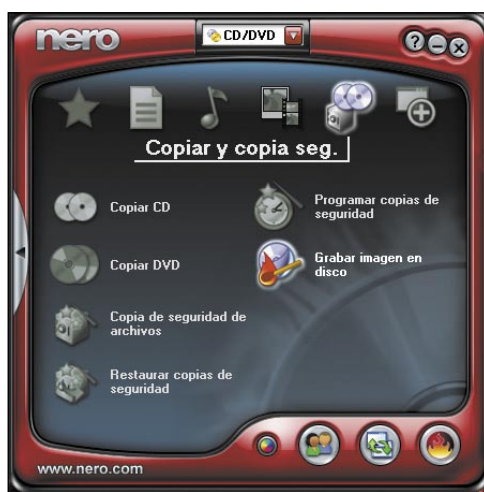 nero
CD/DVD
?
Copiar y copia seg.
Copiar CD
Programar copias de
seguridad
Copiar DVD
Grabar imagen en
disco
Copia de seguridad de
archivos
Restaurar copias de
seguridad
www.nero.com